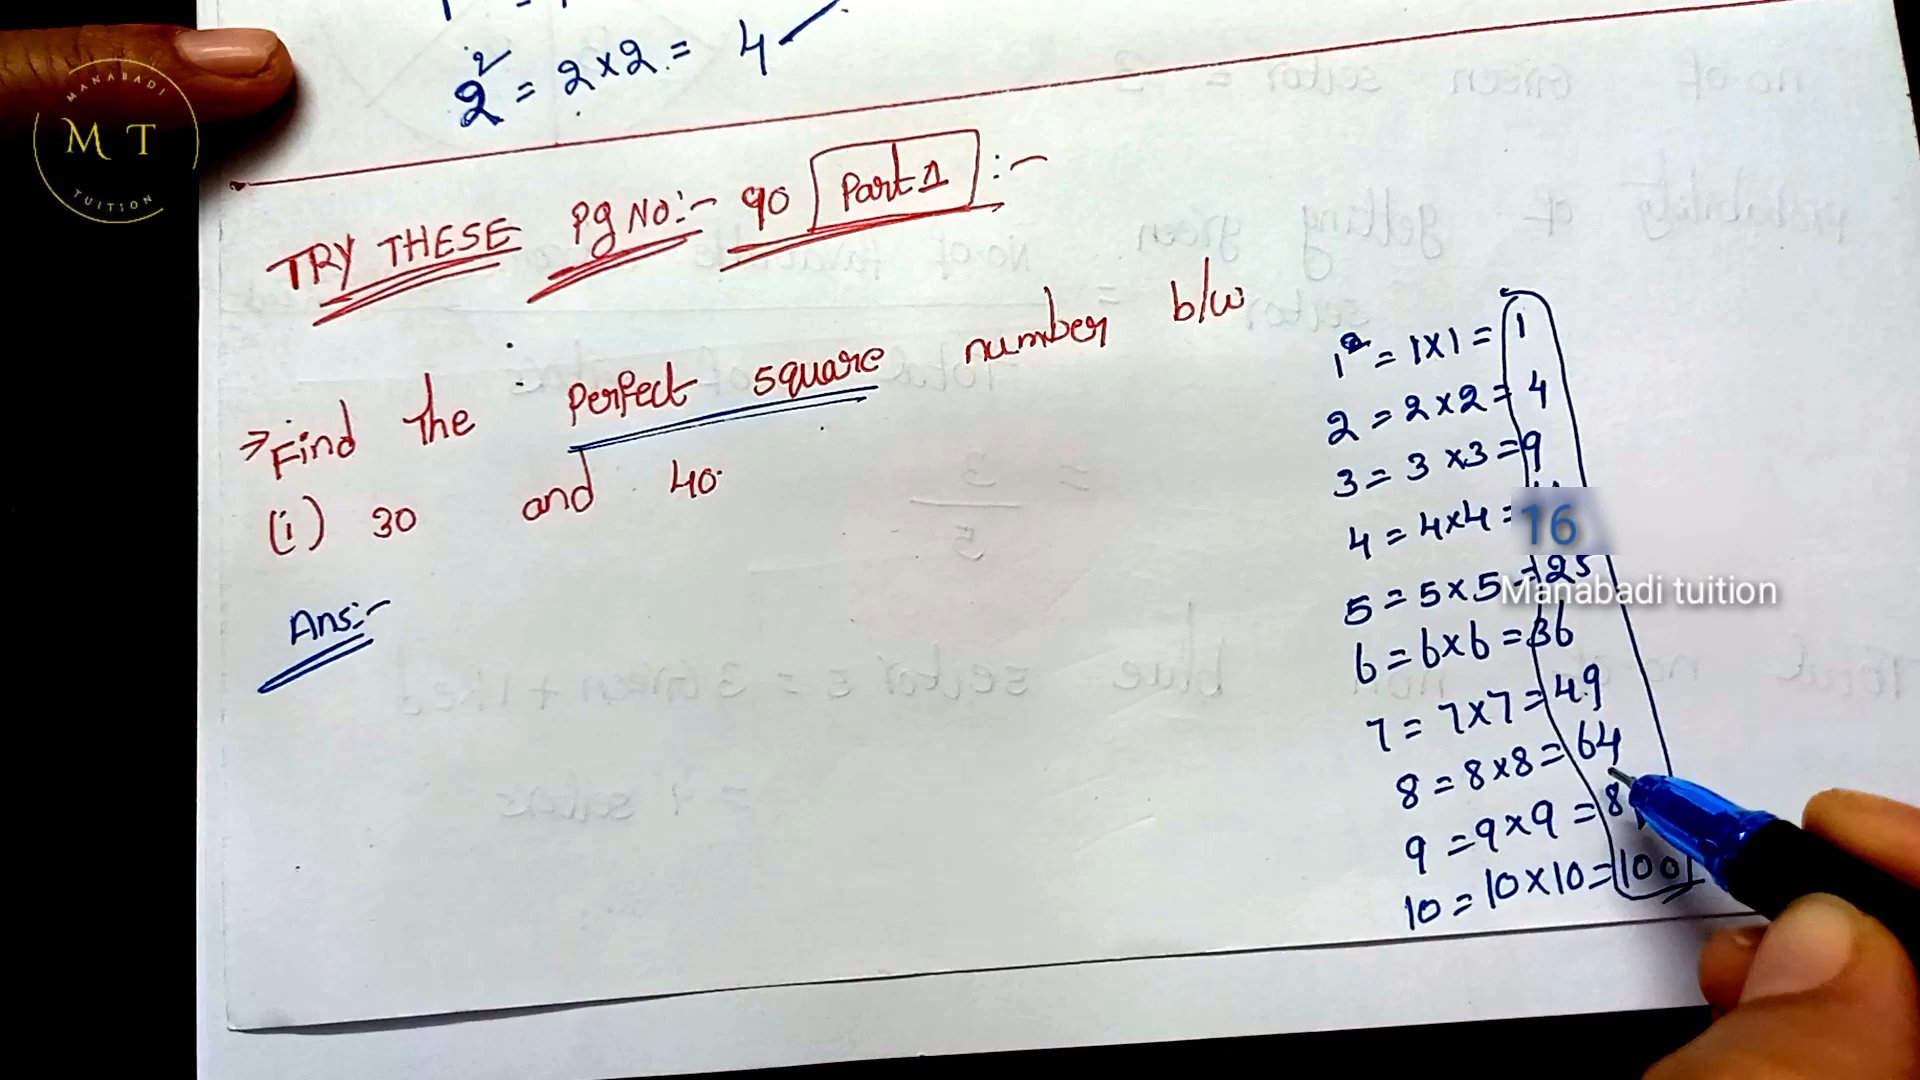 2² = 2×2 = 4
MANABADI
M T
TUITION
TRY THESE Pg No:- 90 Part 1 :-
→ Find the perfect square number b/w
(i) 30 and 40.
Ans:-
1² = 1×1 = 1
2 = 2×2 = 4
3 = 3×3 = 9
4 = 4×4 = 16
5 = 5×5 = 25
Manabadi tuition
6 = 6×6 = 36
7 = 7×7 = 49
8 = 8×8 = 64
9 = 9×9 = 8
10 = 10×10 = 100